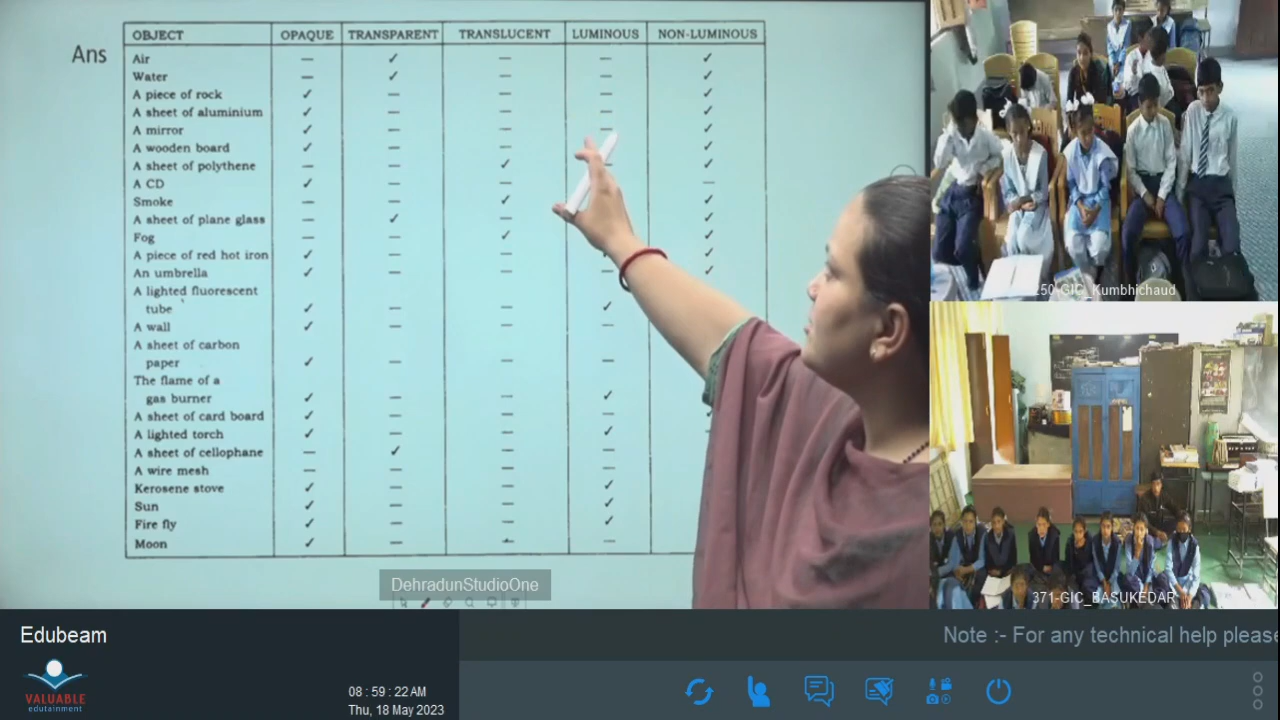 Ans
OBJECT OPAQUE TRANSPARENT TRANSLUCENT LUMINOUS NON-LUMINOUS
Air — ✓ — — ✓
Water — ✓ — — ✓
A piece of rock ✓ — — — ✓
A sheet of aluminium ✓ — — — ✓
A mirror ✓ — — — ✓
A wooden board ✓ — — ✓
A sheet of polythene — — ✓ — ✓
A CD ✓ — — —
Smoke — — ✓ ✓
A sheet of plane glass — ✓ — ✓
Fog — — ✓ ✓
A piece of red hot iron ✓ — — ✓
An umbrella ✓ — — — ✓
A lighted fluorescent
tube ✓ — — ✓
A wall ✓ — — —
A sheet of carbon
paper ✓ — — —
The flame of a
gas burner ✓ — — ✓
A sheet of card board ✓ — — —
A lighted torch ✓ — — ✓
A sheet of cellophane — ✓ — —
A wire mesh — — — —
Kerosene stove ✓ — — ✓
Sun ✓ — — ✓
Fire fly ✓ — — ✓
Moon ✓ — — —
DehradunStudioOne
50-GIC_Kumbhichaud
371-GIC_BASUKEDAR
Edubeam
VALUABLE
edutainment
08 : 59 : 22 AM
Thu, 18 May 2023
Note :- For any technical help please